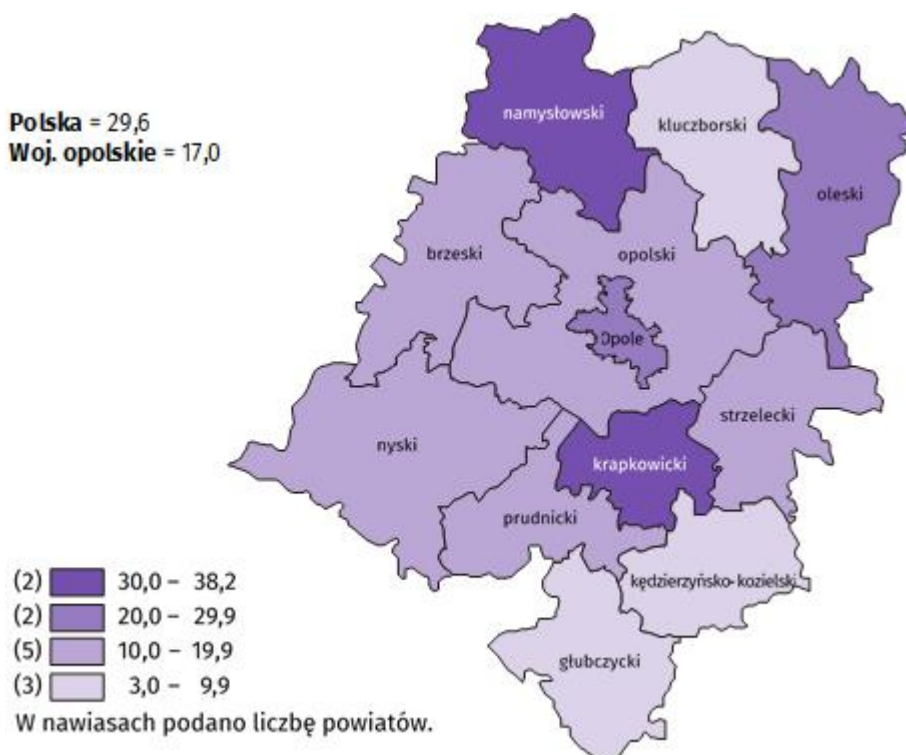 Polska = 29,6
Woj. opolskie = 17,0
namysłowski
kluczborski
oleski
brzeski
opolski
Opole
strzelecki
nyski
krapkowicki
prudnicki
kędzierzyńsko-kozielski
głubczycki
(2) 30,0 – 38,2
(2) 20,0 – 29,9
(5) 10,0 – 19,9
(3) 3,0 – 9,9
W nawiasach podano liczbę powiatów.